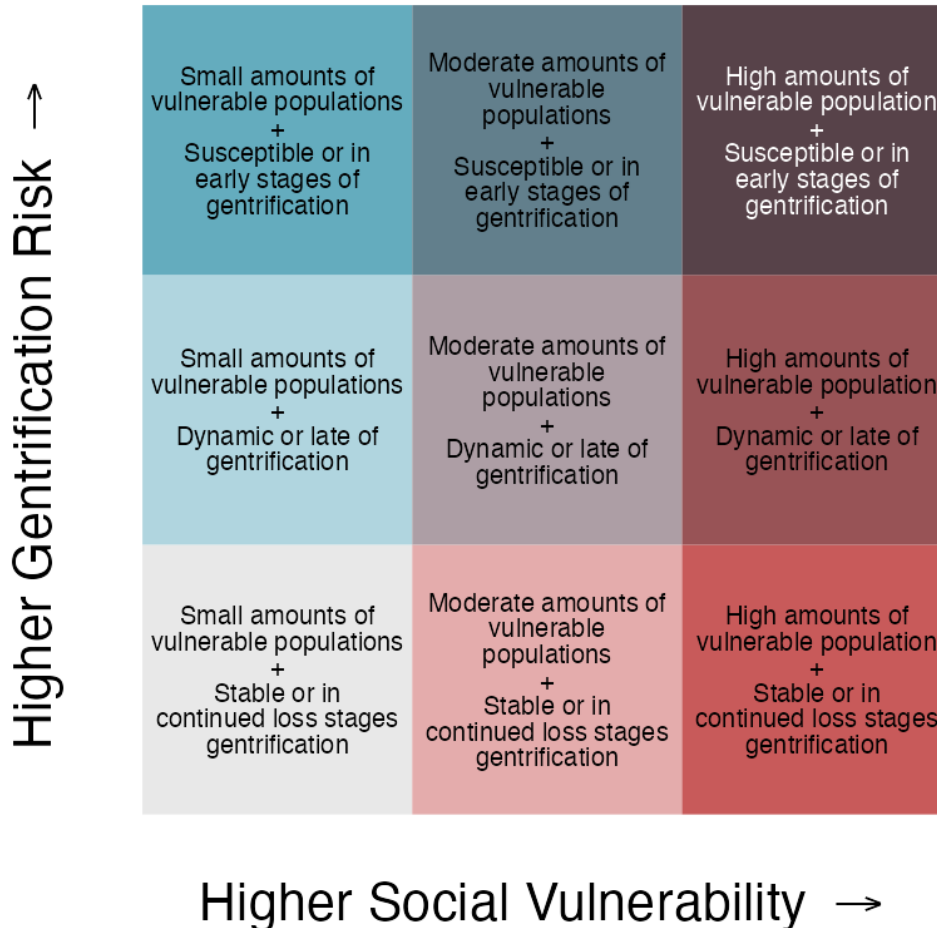 Higher Gentrification Risk →
Small amounts of
vulnerable populations
+
Susceptible or in
early stages of
gentrification
Moderate amounts of
vulnerable
populations
+
Susceptible or in
early stages of
gentrification
High amounts of
vulnerable population
+
Susceptible or in
early stages of
gentrification
Small amounts of
vulnerable populations
+
Dynamic or late of
gentrification
Moderate amounts of
vulnerable
populations
+
Dynamic or late of
gentrification
High amounts of
vulnerable population
+
Dynamic or late of
gentrification
Small amounts of
vulnerable populations
+
Stable or in
continued loss stages
gentrification
Moderate amounts of
vulnerable
populations
+
Stable or in
continued loss stages
gentrification
High amounts of
vulnerable population
+
Stable or in
continued loss stages
gentrification
Higher Social Vulnerability →